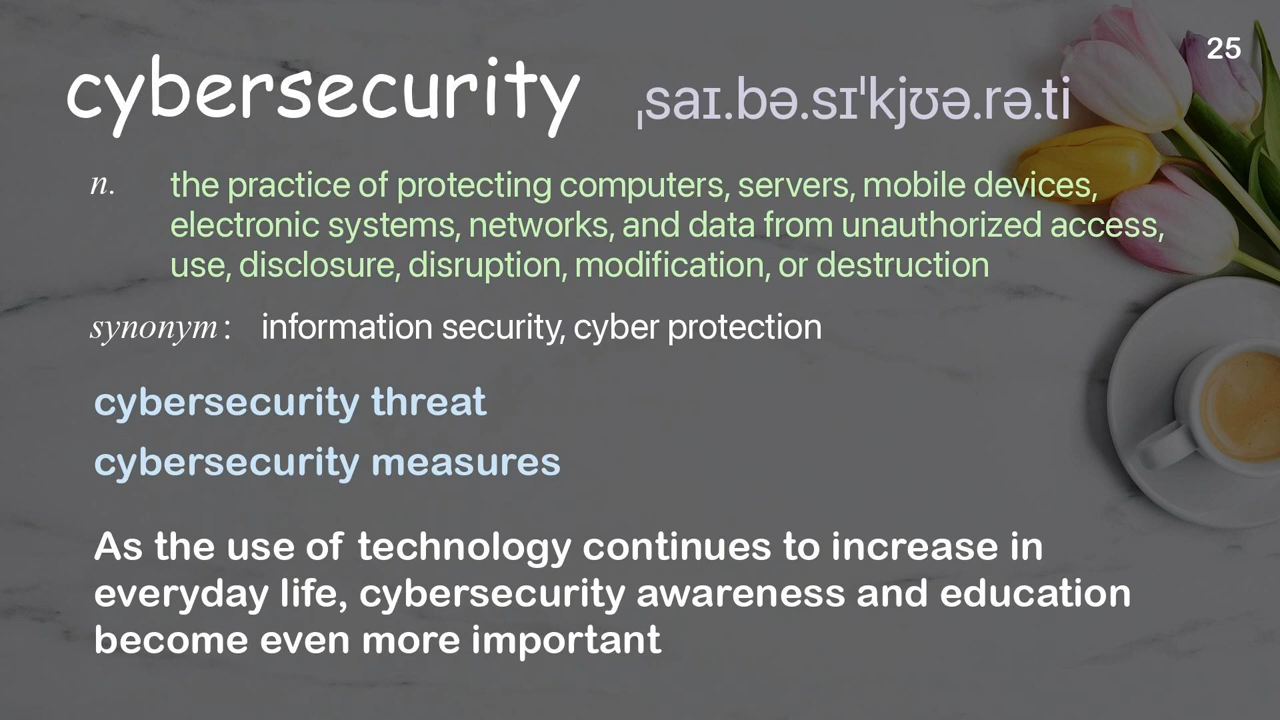 25
cybersecurity ˌsaɪ.bə.sɪˈkjʊə.rə.ti
n. the practice of protecting computers, servers, mobile devices,
electronic systems, networks, and data from unauthorized access,
use, disclosure, disruption, modification, or destruction
synonym: information security, cyber protection
cybersecurity threat
cybersecurity measures
As the use of technology continues to increase in
everyday life, cybersecurity awareness and education
become even more important